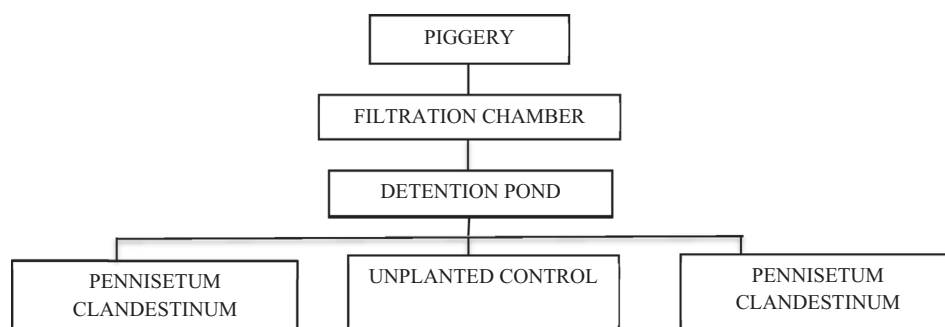 PIGGERY
FILTRATION CHAMBER
DETENTION POND
PENNISETUM
CLANDESTINUM
UNPLANTED CONTROL
PENNISETUM
CLANDESTINUM